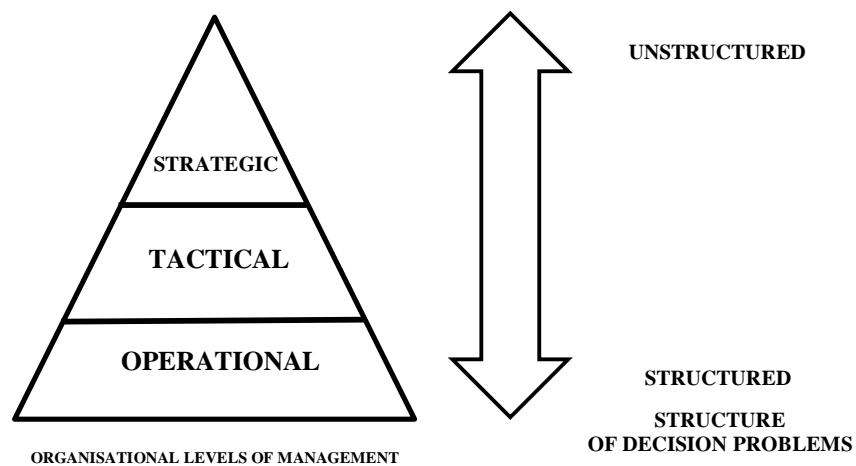 UNSTRUCTURED
STRATEGIC
TACTICAL
OPERATIONAL
STRUCTURED
STRUCTURE
OF DECISION PROBLEMS
ORGANISATIONAL LEVELS OF MANAGEMENT